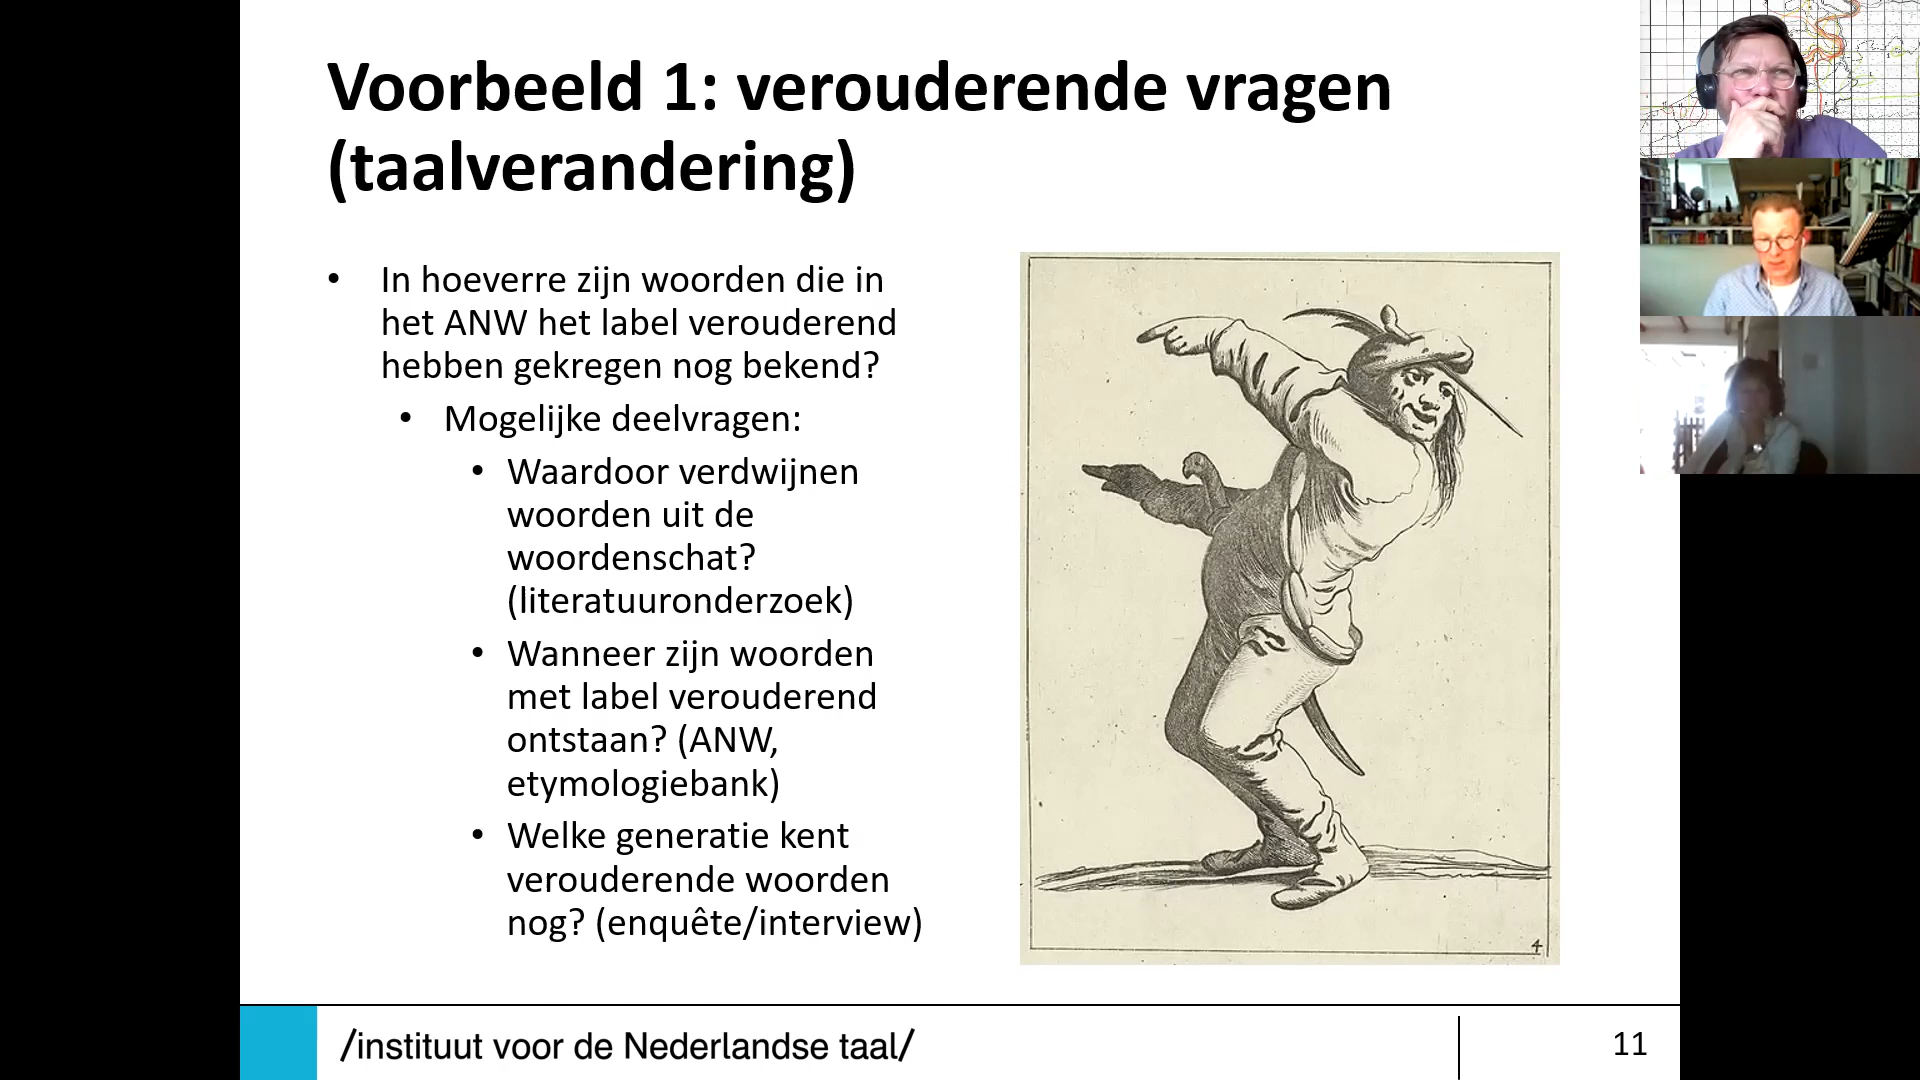 Voorbeeld 1: verouderende vragen
(taalverandering)
• In hoeverre zijn woorden die in
het ANW het label verouderend
hebben gekregen nog bekend?
• Mogelijke deelvragen:
• Waardoor verdwijnen
woorden uit de
woordenschat?
(literatuuronderzoek)
• Wanneer zijn woorden
met label verouderend
ontstaan? (ANW,
etymologiebank)
• Welke generatie kent
verouderende woorden
nog? (enquête/interview)
4
/instituut voor de Nederlandse taal/
11